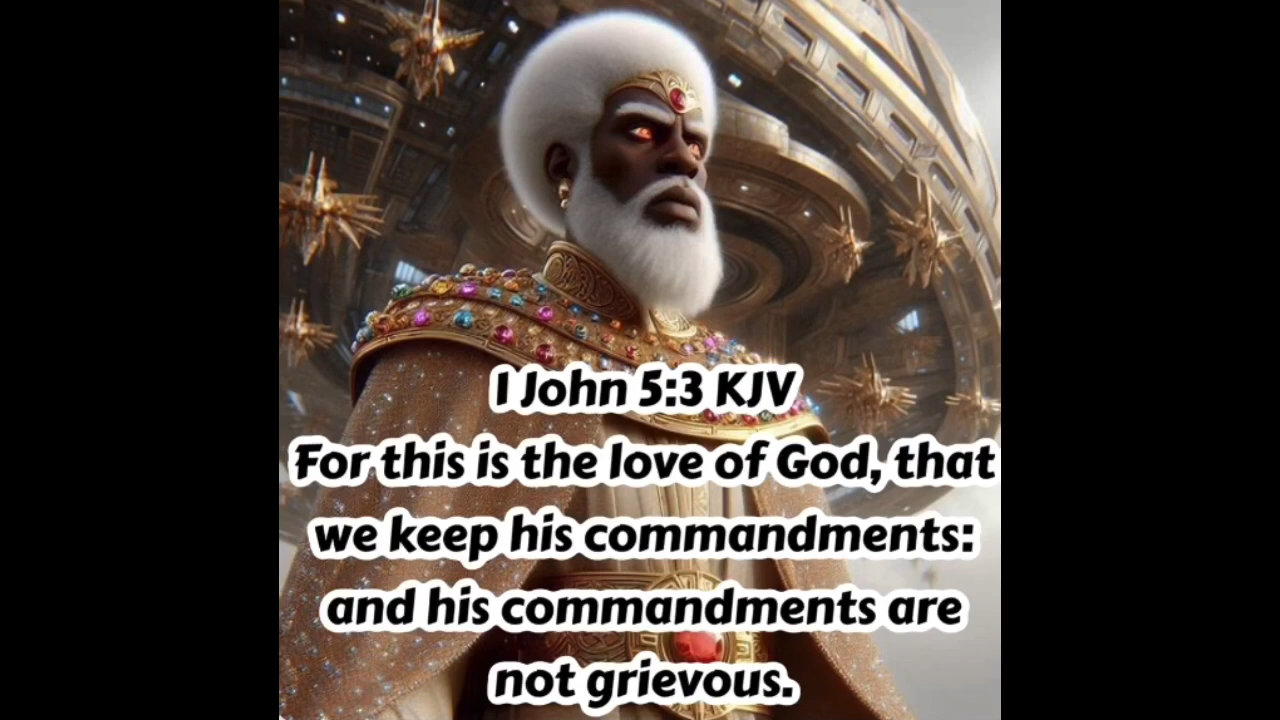 I John 5:3 KJV
For this is the love of God, that
we keep his commandments:
and his commandments are
not grievous.